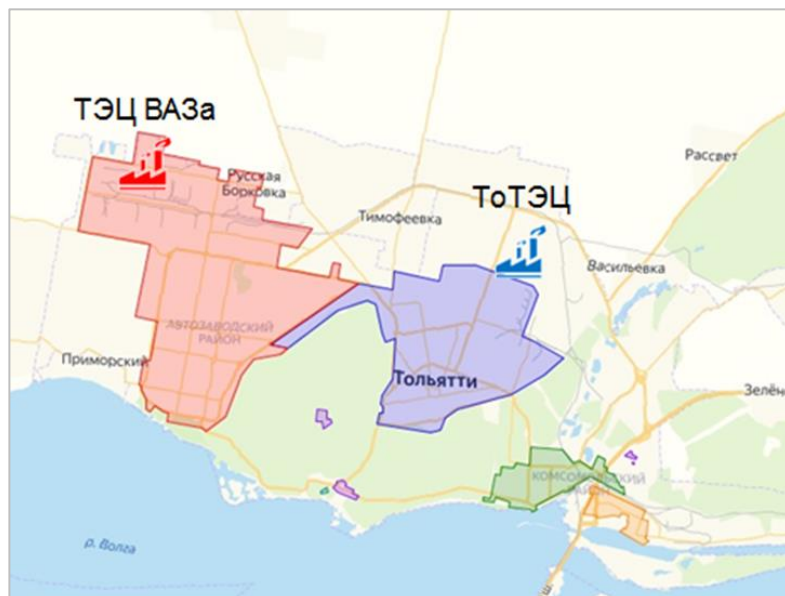 ТЭЦ ВАЗа
Рассвет
Русская
Борковка
ТоТЭЦ
Тимофеевка
Васильевка
АВТОЗАВОДСКИЙ
РАЙОН
Приморский
Тольятти
КОМСОМОЛЬСКИЙ
РАЙОН
р. Волга